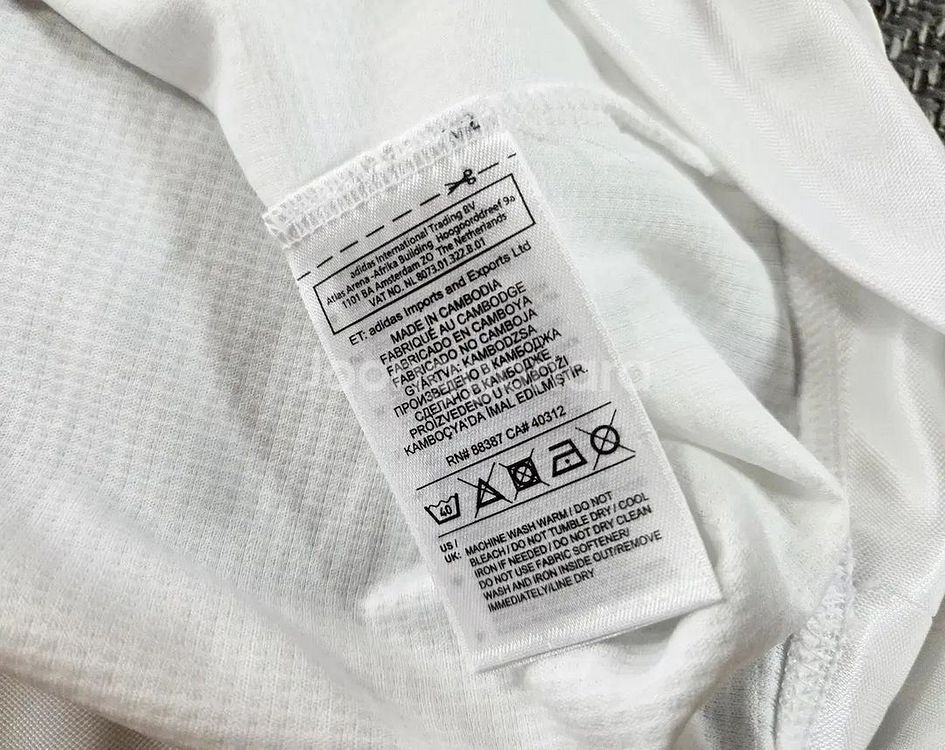 adidas International Trading BV
Atlas Arena-Afrika Building Hoogoorddreef 9a
1101 BA Amsterdam ZO The Netherlands
VAT NO. NL 8073.01.322.B.01
ET: adidas Imports and Exports Ltd
MADE IN CAMBODIA
FABRIQUÉ AU CAMBODGE
FABRICADO EN CAMBOYA
FABRICADO NO CAMBOJA
GYÁRTVA: KAMBODZSA
ПРОИЗВЕДЕНО В КАМБОДЖА
СДЕЛАНО В КАМБОДЖЕ
PROIZVEDENO U KOMBODŽI
KAMBOÇYA'DA İMAL EDİLMİŞTİR.
RN# 88387 CA# 40312
40
US / UK: MACHINE WASH WARM / DO NOT
BLEACH / DO NOT TUMBLE DRY / COOL
IRON IF NEEDED / DO NOT DRY CLEAN
DO NOT USE FABRIC SOFTENER/
WASH AND IRON INSIDE OUT/REMOVE
IMMEDIATELY/LINE DRY